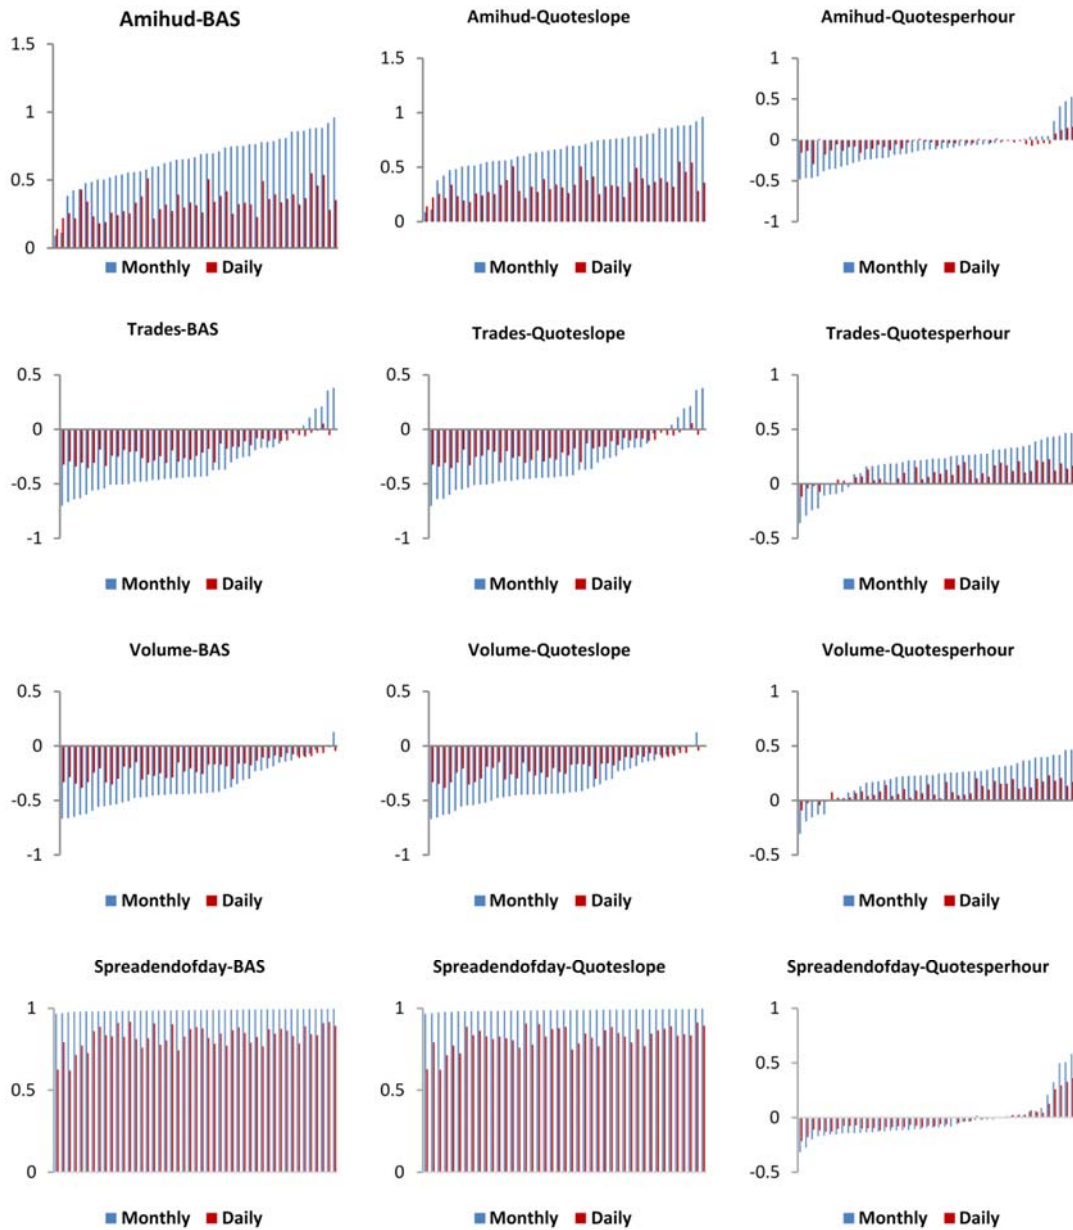 Amihud-BAS
1.5
1
0.5
0
Monthly Daily
Amihud-Quoteslope
1.5
1
0.5
0
Monthly Daily
Amihud-Quotesperhour
1
0.5
0
-0.5
-1
Monthly Daily
Trades-BAS
0.5
0
-0.5
-1
Monthly Daily
Trades-Quoteslope
0.5
0
-0.5
-1
Monthly Daily
Trades-Quotesperhour
1
0.5
0
-0.5
Monthly Daily
Volume-BAS
0.5
0
-0.5
-1
Monthly Daily
Volume-Quoteslope
0.5
0
-0.5
-1
Monthly Daily
Volume-Quotesperhour
1
0.5
0
-0.5
Monthly Daily
Spreadendofday-BAS
1
0.5
0
Monthly Daily
Spreadendofday-Quoteslope
1
0.5
0
Monthly Daily
Spreadendofday-Quotesperhour
1
0.5
0
-0.5
Monthly Daily